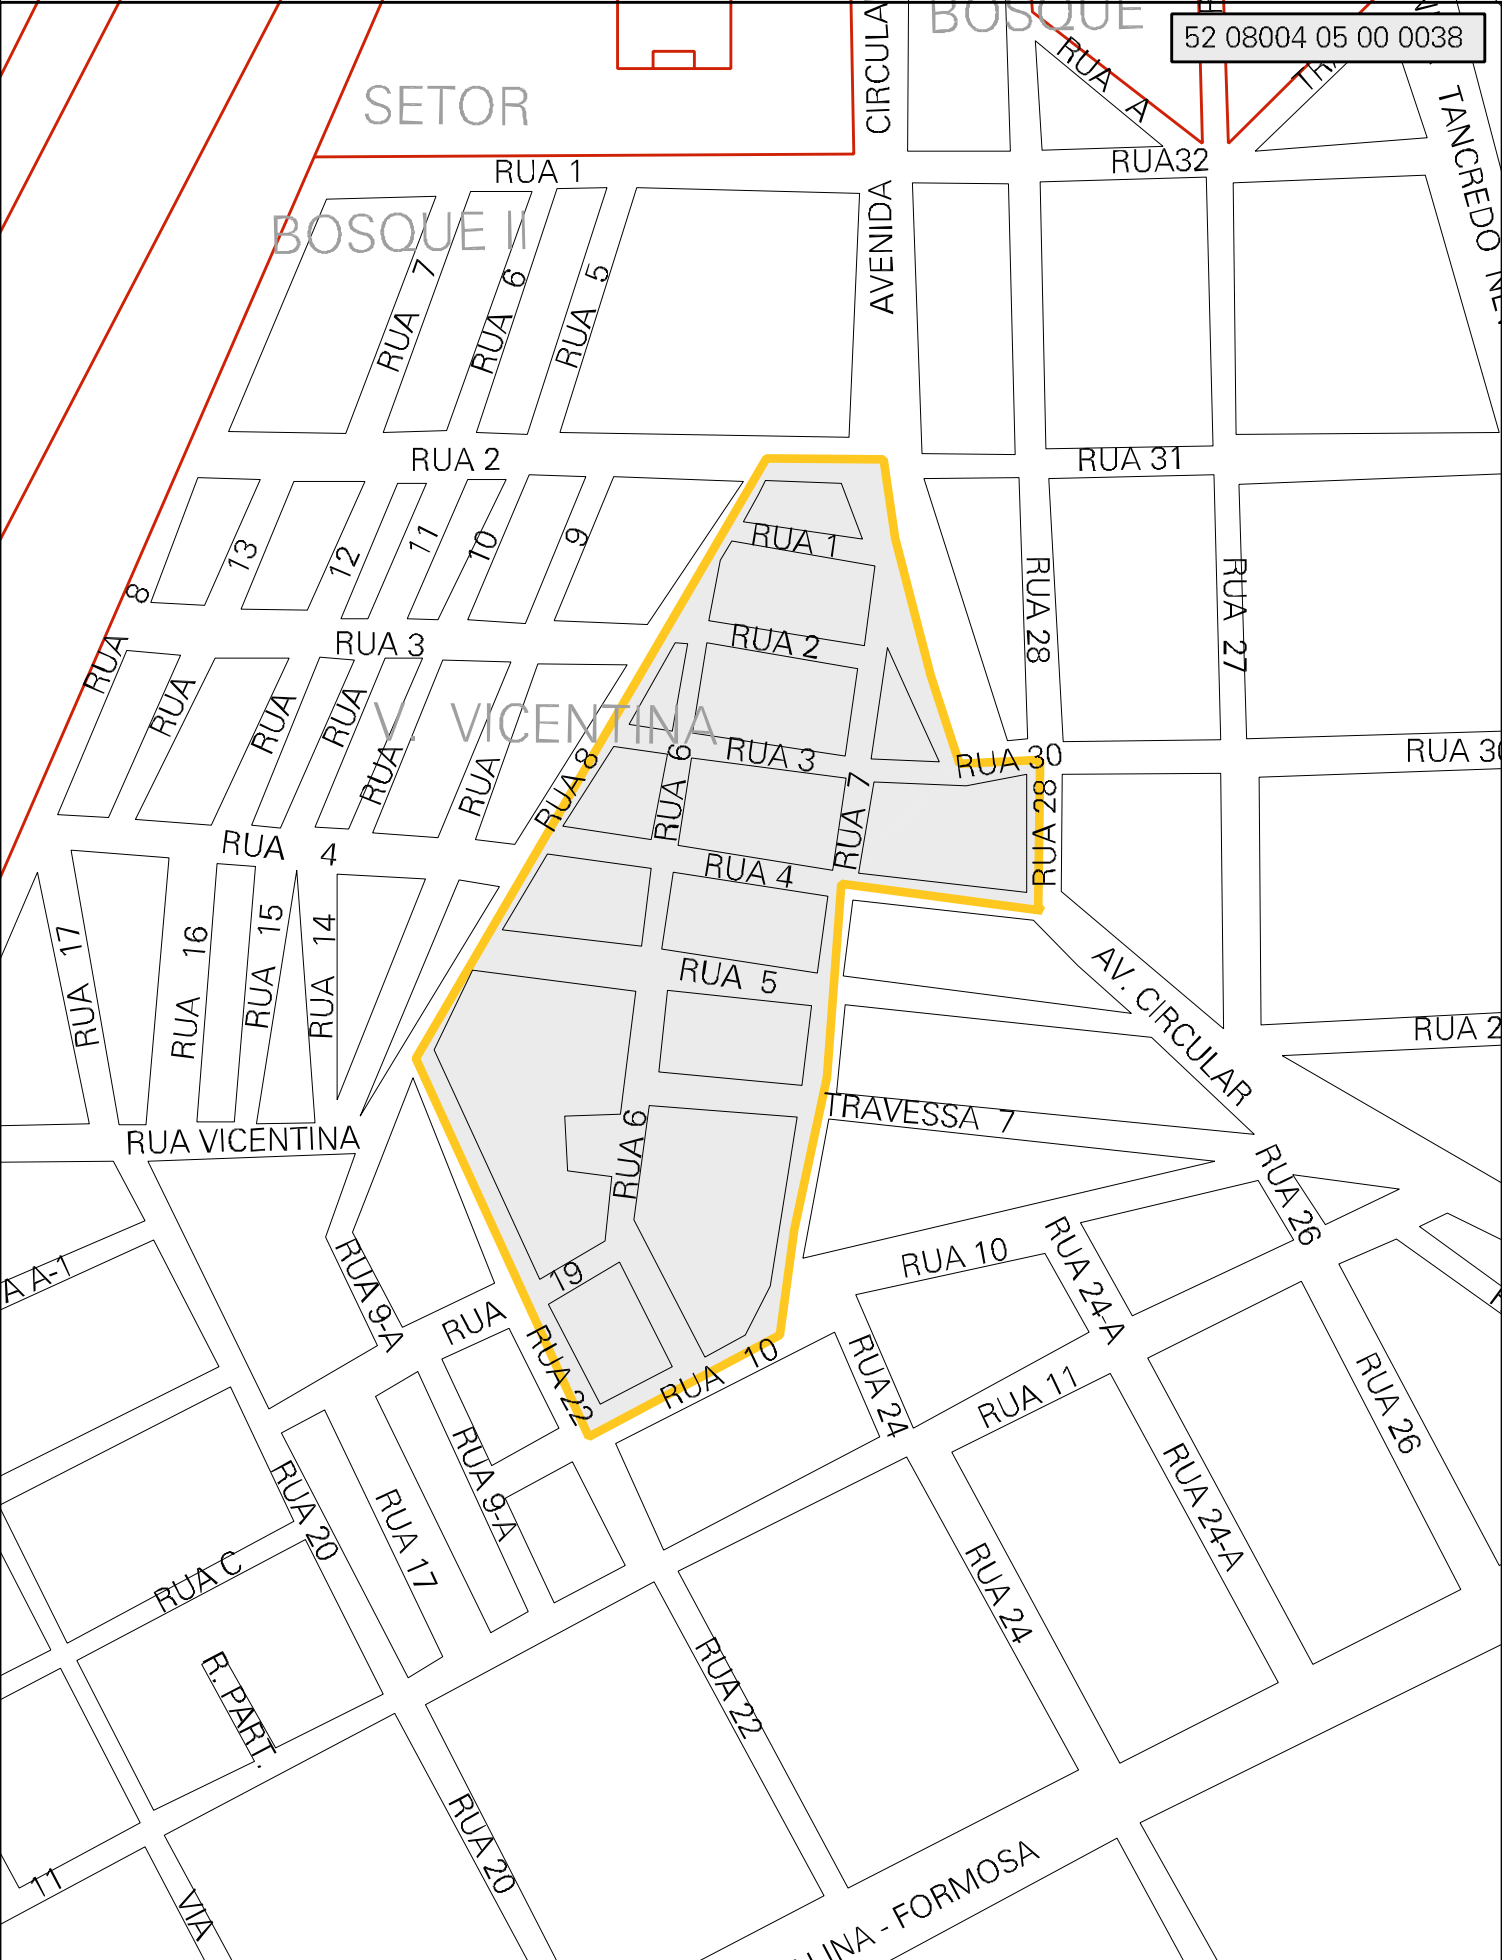 BOSQUE
52 08004 05 00 0038
CIRCULA
RUA A
SETOR
RUA 1
RUA32
TANCREDO
BOSQUE II
AVENIDA
RUA 7
RUA 6
RUA 5
RUA 2
RUA 31
13
12
11
10
9
RUA 1
RUA 28
RUA 27
RUA 8
RUA 3
RUA 2
RUA
RUA
RUA
RUA
RUA
V. VICENTINA
RUA 8
RUA 6
RUA 3
RUA 7
RUA 30
RUA 28
RUA 30
RUA 4
RUA 4
RUA 17
RUA 16
RUA 15
RUA 14
RUA 5
AV. CIRCULAR
RUA 2
TRAVESSA 7
RUA VICENTINA
RUA 6
RUA 26
A A-1
RUA 9-A
19
RUA
RUA 10
RUA 24-A
RUA 22
RUA 10
RUA 24
RUA 11
RUA 26
RUA 20
RUA 17
RUA 9-A
RUA 24-A
RUA C
RUA 24
R. PART.
RUA 22
RUA 20
11
VIA
LINA - FORMOSA